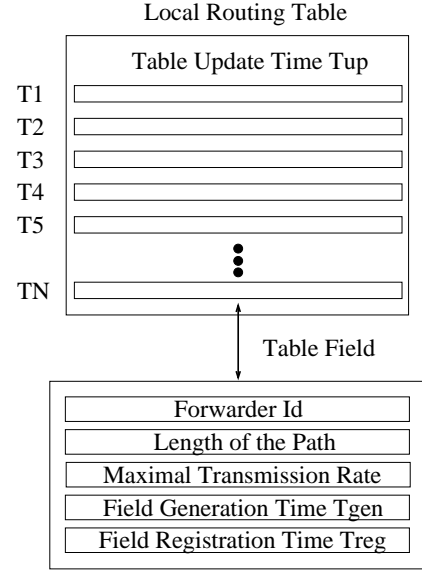 Local Routing Table
Table Update Time Tup
T1
T2
T3
T4
T5
TN
Table Field
Forwarder Id
Length of the Path
Maximal Transmission Rate
Field Generation Time Tgen
Field Registration Time Treg